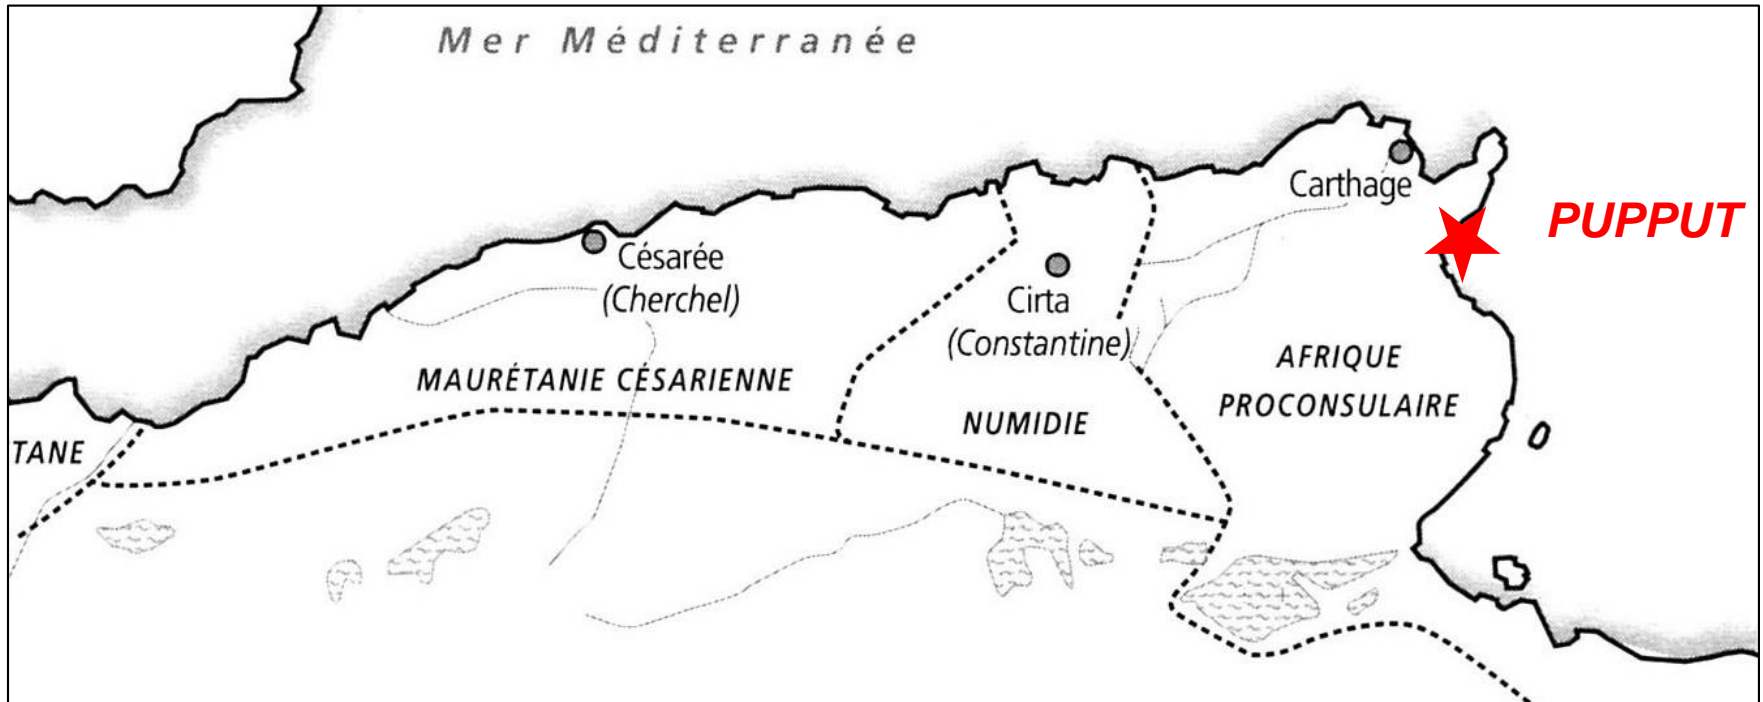 Mer Méditerranée
Carthage
PUPPUT
Césarée
(Cherchel)
Cirta
(Constantine)
MAURÉTANIE CÉSARIENNE
NUMIDIE
AFRIQUE
PROCONSULAIRE
TANE